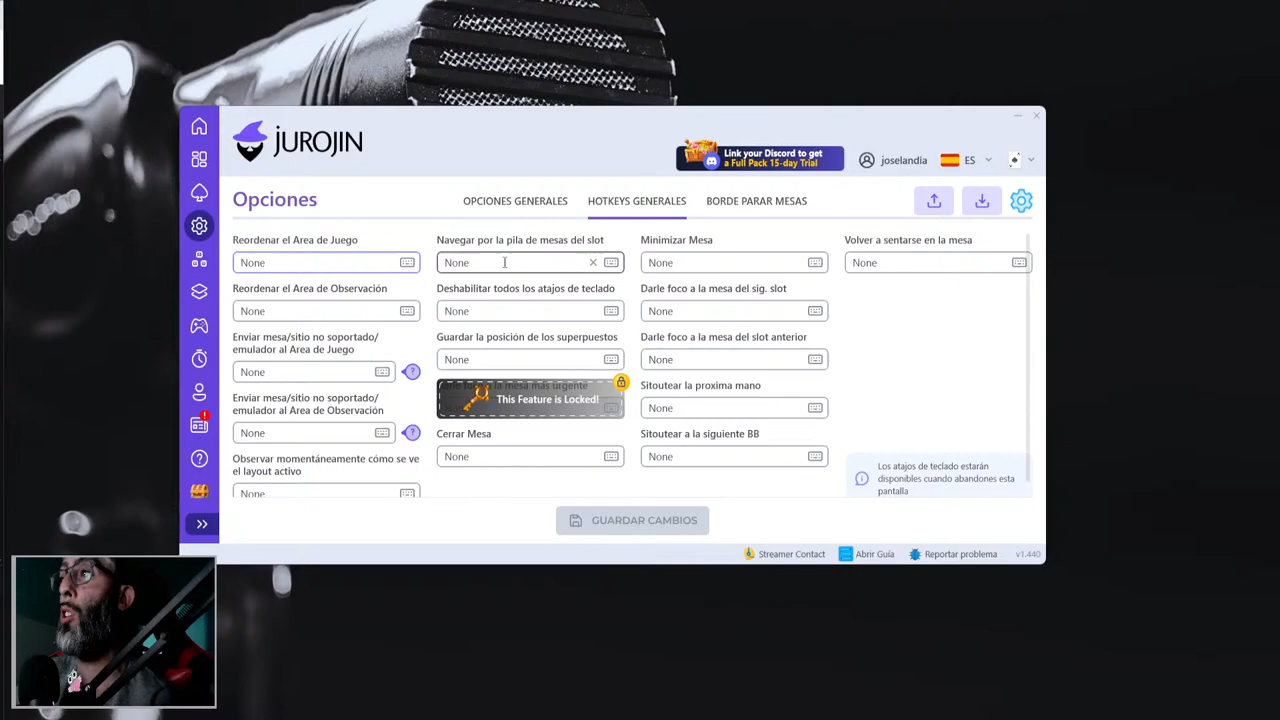 JUROJIN
Link your Discord to get
a Full Pack 15-day Trial
joselandia
ES
Opciones
OPCIONES GENERALES
HOTKEYS GENERALES
BORDE PARAR MESAS
Reordenar el Area de Juego
None
Reordenar el Area de Observación
None
Enviar mesa/sitio no soportado/
emulador al Area de Juego
None
?
Enviar mesa/sitio no soportado/
emulador al Area de Observación
None
?
Observar momentáneamente cómo se ve
el layout activo
None
Navegar por la pila de mesas del slot
None
Deshabilitar todos los atajos de teclado
None
Guardar la posición de los superpuestos
None
This Feature is Locked!
Cerrar Mesa
None
Minimizar Mesa
None
Darle foco a la mesa del sig. slot
None
Darle foco a la mesa del slot anterior
None
Sitoutear la proxima mano
None
Sitoutear a la siguiente BB
None
Volver a sentarse en la mesa
None
Los atajos de teclado estarán
disponibles cuando abandones esta
pantalla
GUARDAR CAMBIOS
Streamer Contact
Abrir Guía
Reportar problema
v1.440